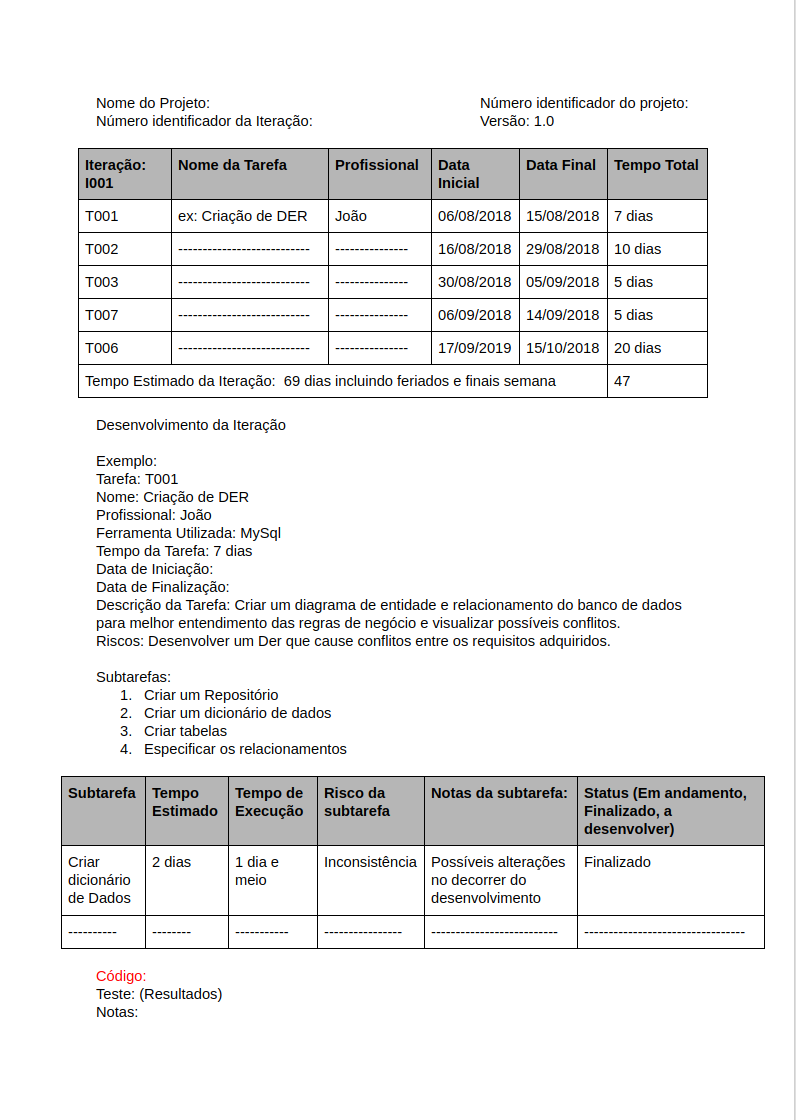 Nome do Projeto: Número identificador do projeto:
Número identificador da Iteração: Versão: 1.0
Iteração: I001 Nome da Tarefa Profissional Data Inicial Data Final Tempo Total
T001 ex: Criação de DER João 06/08/2018 15/08/2018 7 dias
T002 --------------------------- --------------- 16/08/2018 29/08/2018 10 dias
T003 --------------------------- --------------- 30/08/2018 05/09/2018 5 dias
T007 --------------------------- --------------- 06/09/2018 14/09/2018 5 dias
T006 --------------------------- --------------- 17/09/2019 15/10/2018 20 dias
Tempo Estimado da Iteração:  69 dias incluindo feriados e finais semana 47
Desenvolvimento da Iteração
Exemplo:
Tarefa: T001
Nome: Criação de DER
Profissional: João
Ferramenta Utilizada: MySql
Tempo da Tarefa: 7 dias
Data de Iniciação:
Data de Finalização:
Descrição da Tarefa: Criar um diagrama de entidade e relacionamento do banco de dados
para melhor entendimento das regras de negócio e visualizar possíveis conflitos.
Riscos: Desenvolver um Der que cause conflitos entre os requisitos adquiridos.
Subtarefas:
1. Criar um Repositório
2. Criar um dicionário de dados
3. Criar tabelas
4. Especificar os relacionamentos
Subtarefa Tempo Estimado Tempo de Execução Risco da subtarefa Notas da subtarefa: Status (Em andamento, Finalizado, a desenvolver)
Criar dicionário de Dados 2 dias 1 dia e meio Inconsistência Possíveis alterações no decorrer do desenvolvimento Finalizado
---------- -------- ----------- ---------------- -------------------------- ---------------------------------
Código:
Teste: (Resultados)
Notas: